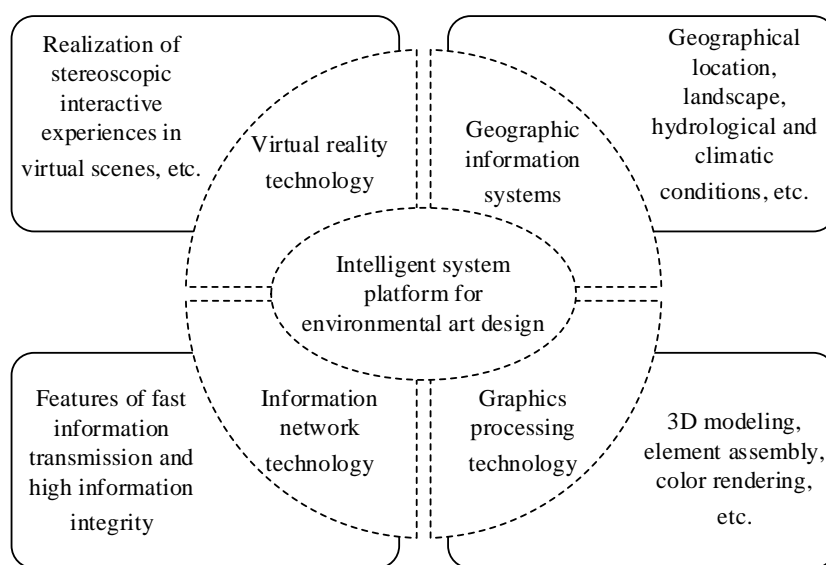 Realization of
stereoscopic
interactive
experiences in
virtual scenes, etc.
Virtual reality
technology
Geographic
information
systems
Geographical
location,
landscape,
hydrological and
climatic
conditions, etc.
Intelligent system
platform for
environmental art design
Features of fast
information
transmission and
high information
integrity
Information
network
technology
Graphics
processing
technology
3D modeling,
element assembly,
color rendering,
etc.